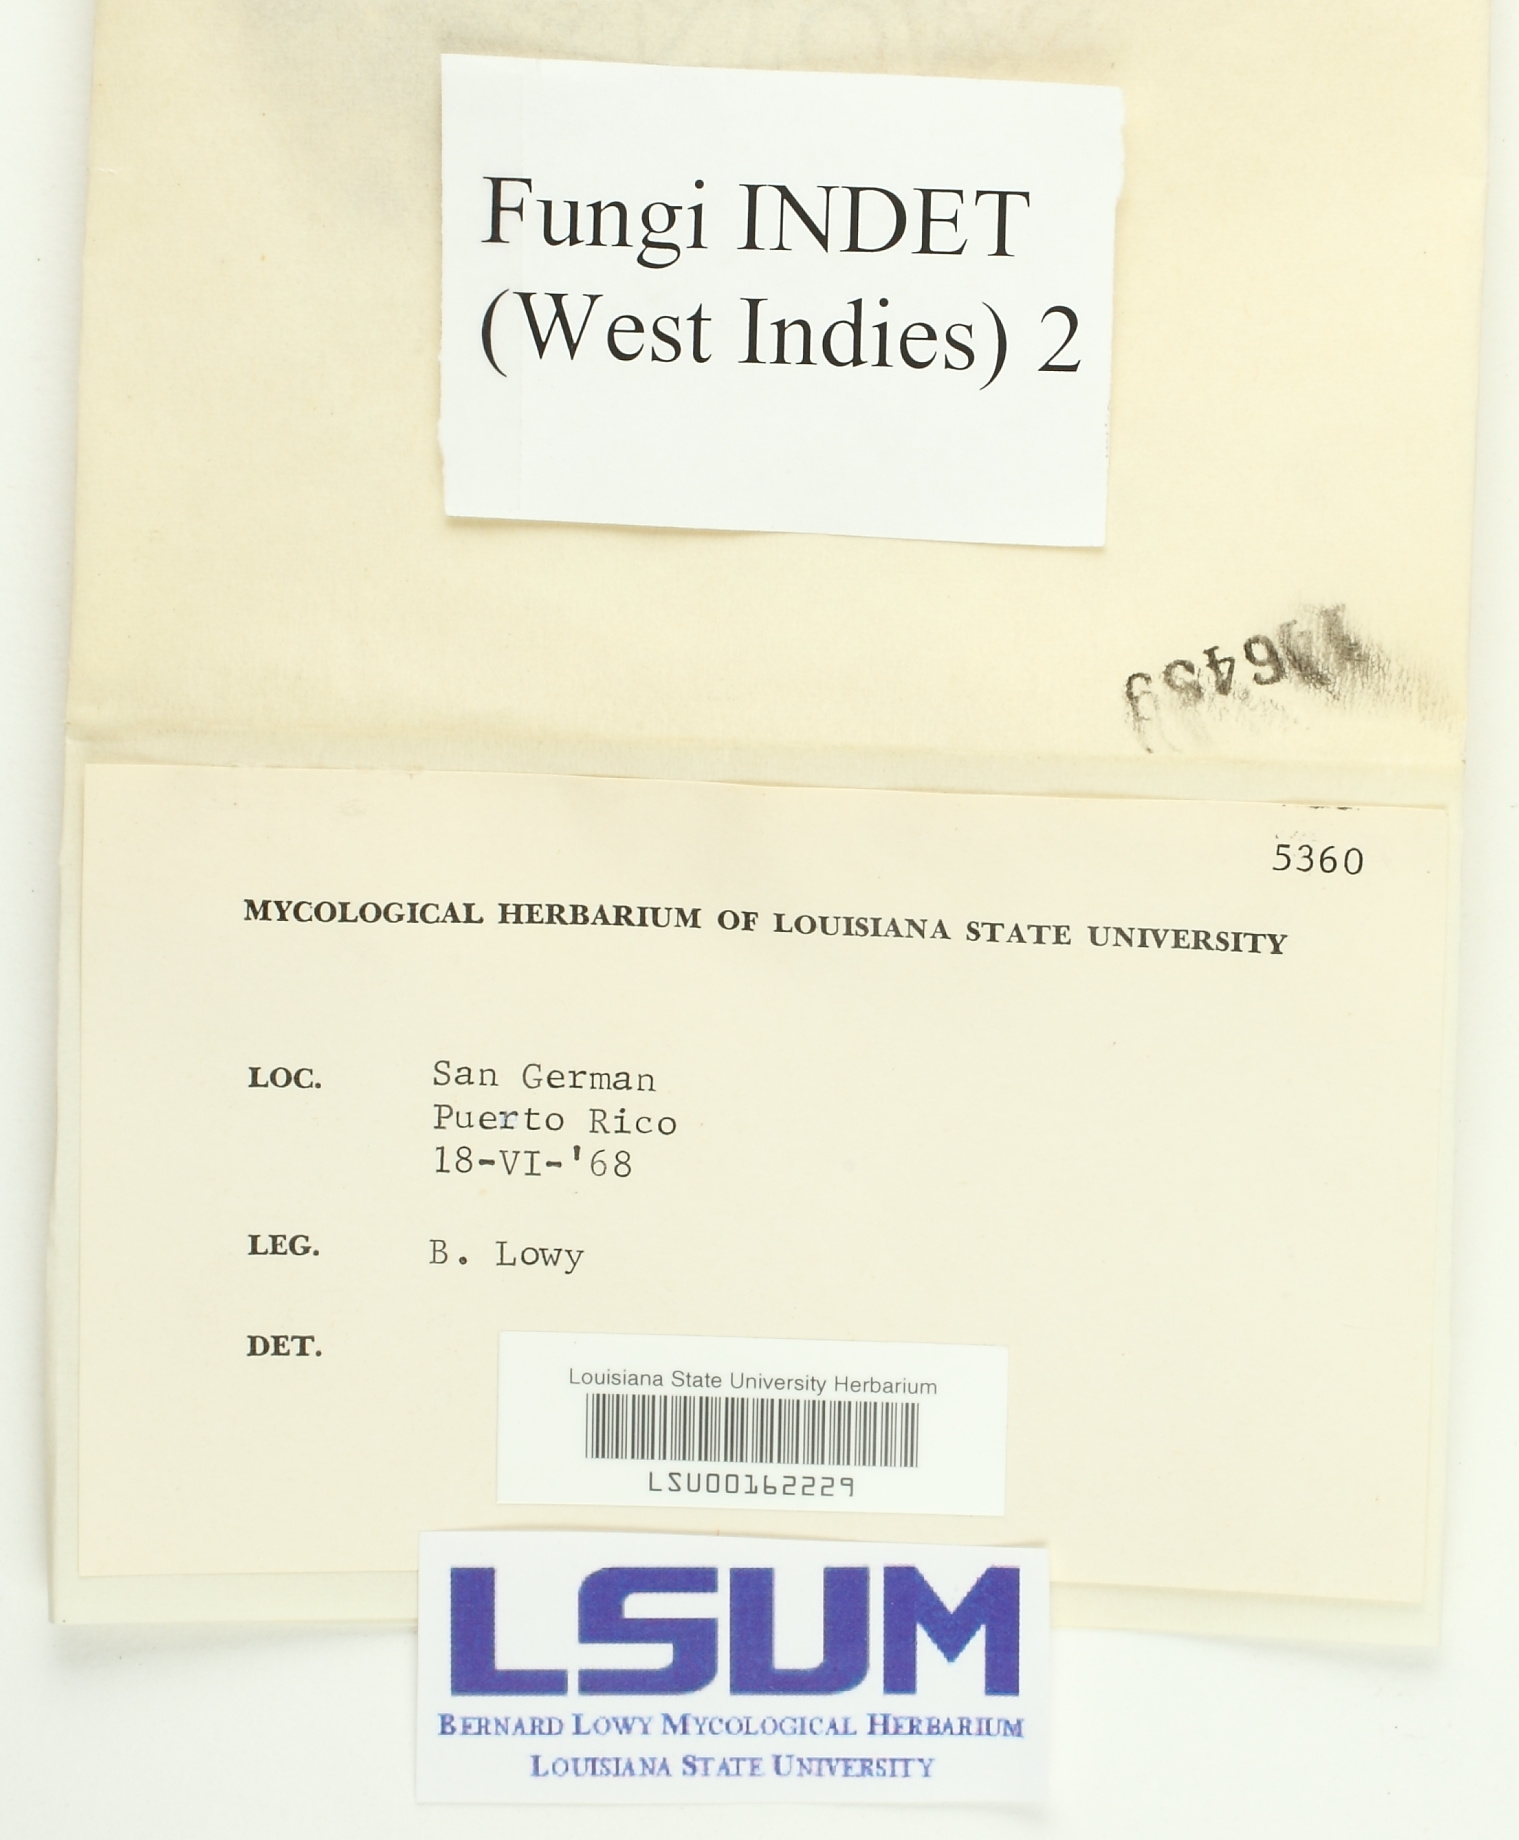 Fungi INDET
(West Indies) 2
5360
MYCOLOGICAL HERBARIUM OF LOUISIANA STATE UNIVERSITY
LOC. San German
Puerto Rico
18-VI-'68
LEG. B. Lowy
DET.
Louisiana State University Herbarium
LSU00162229
LSUM
BERNARD LOWY MYCOLOGICAL HERBARIUM
LOUISIANA STATE UNIVERSITY